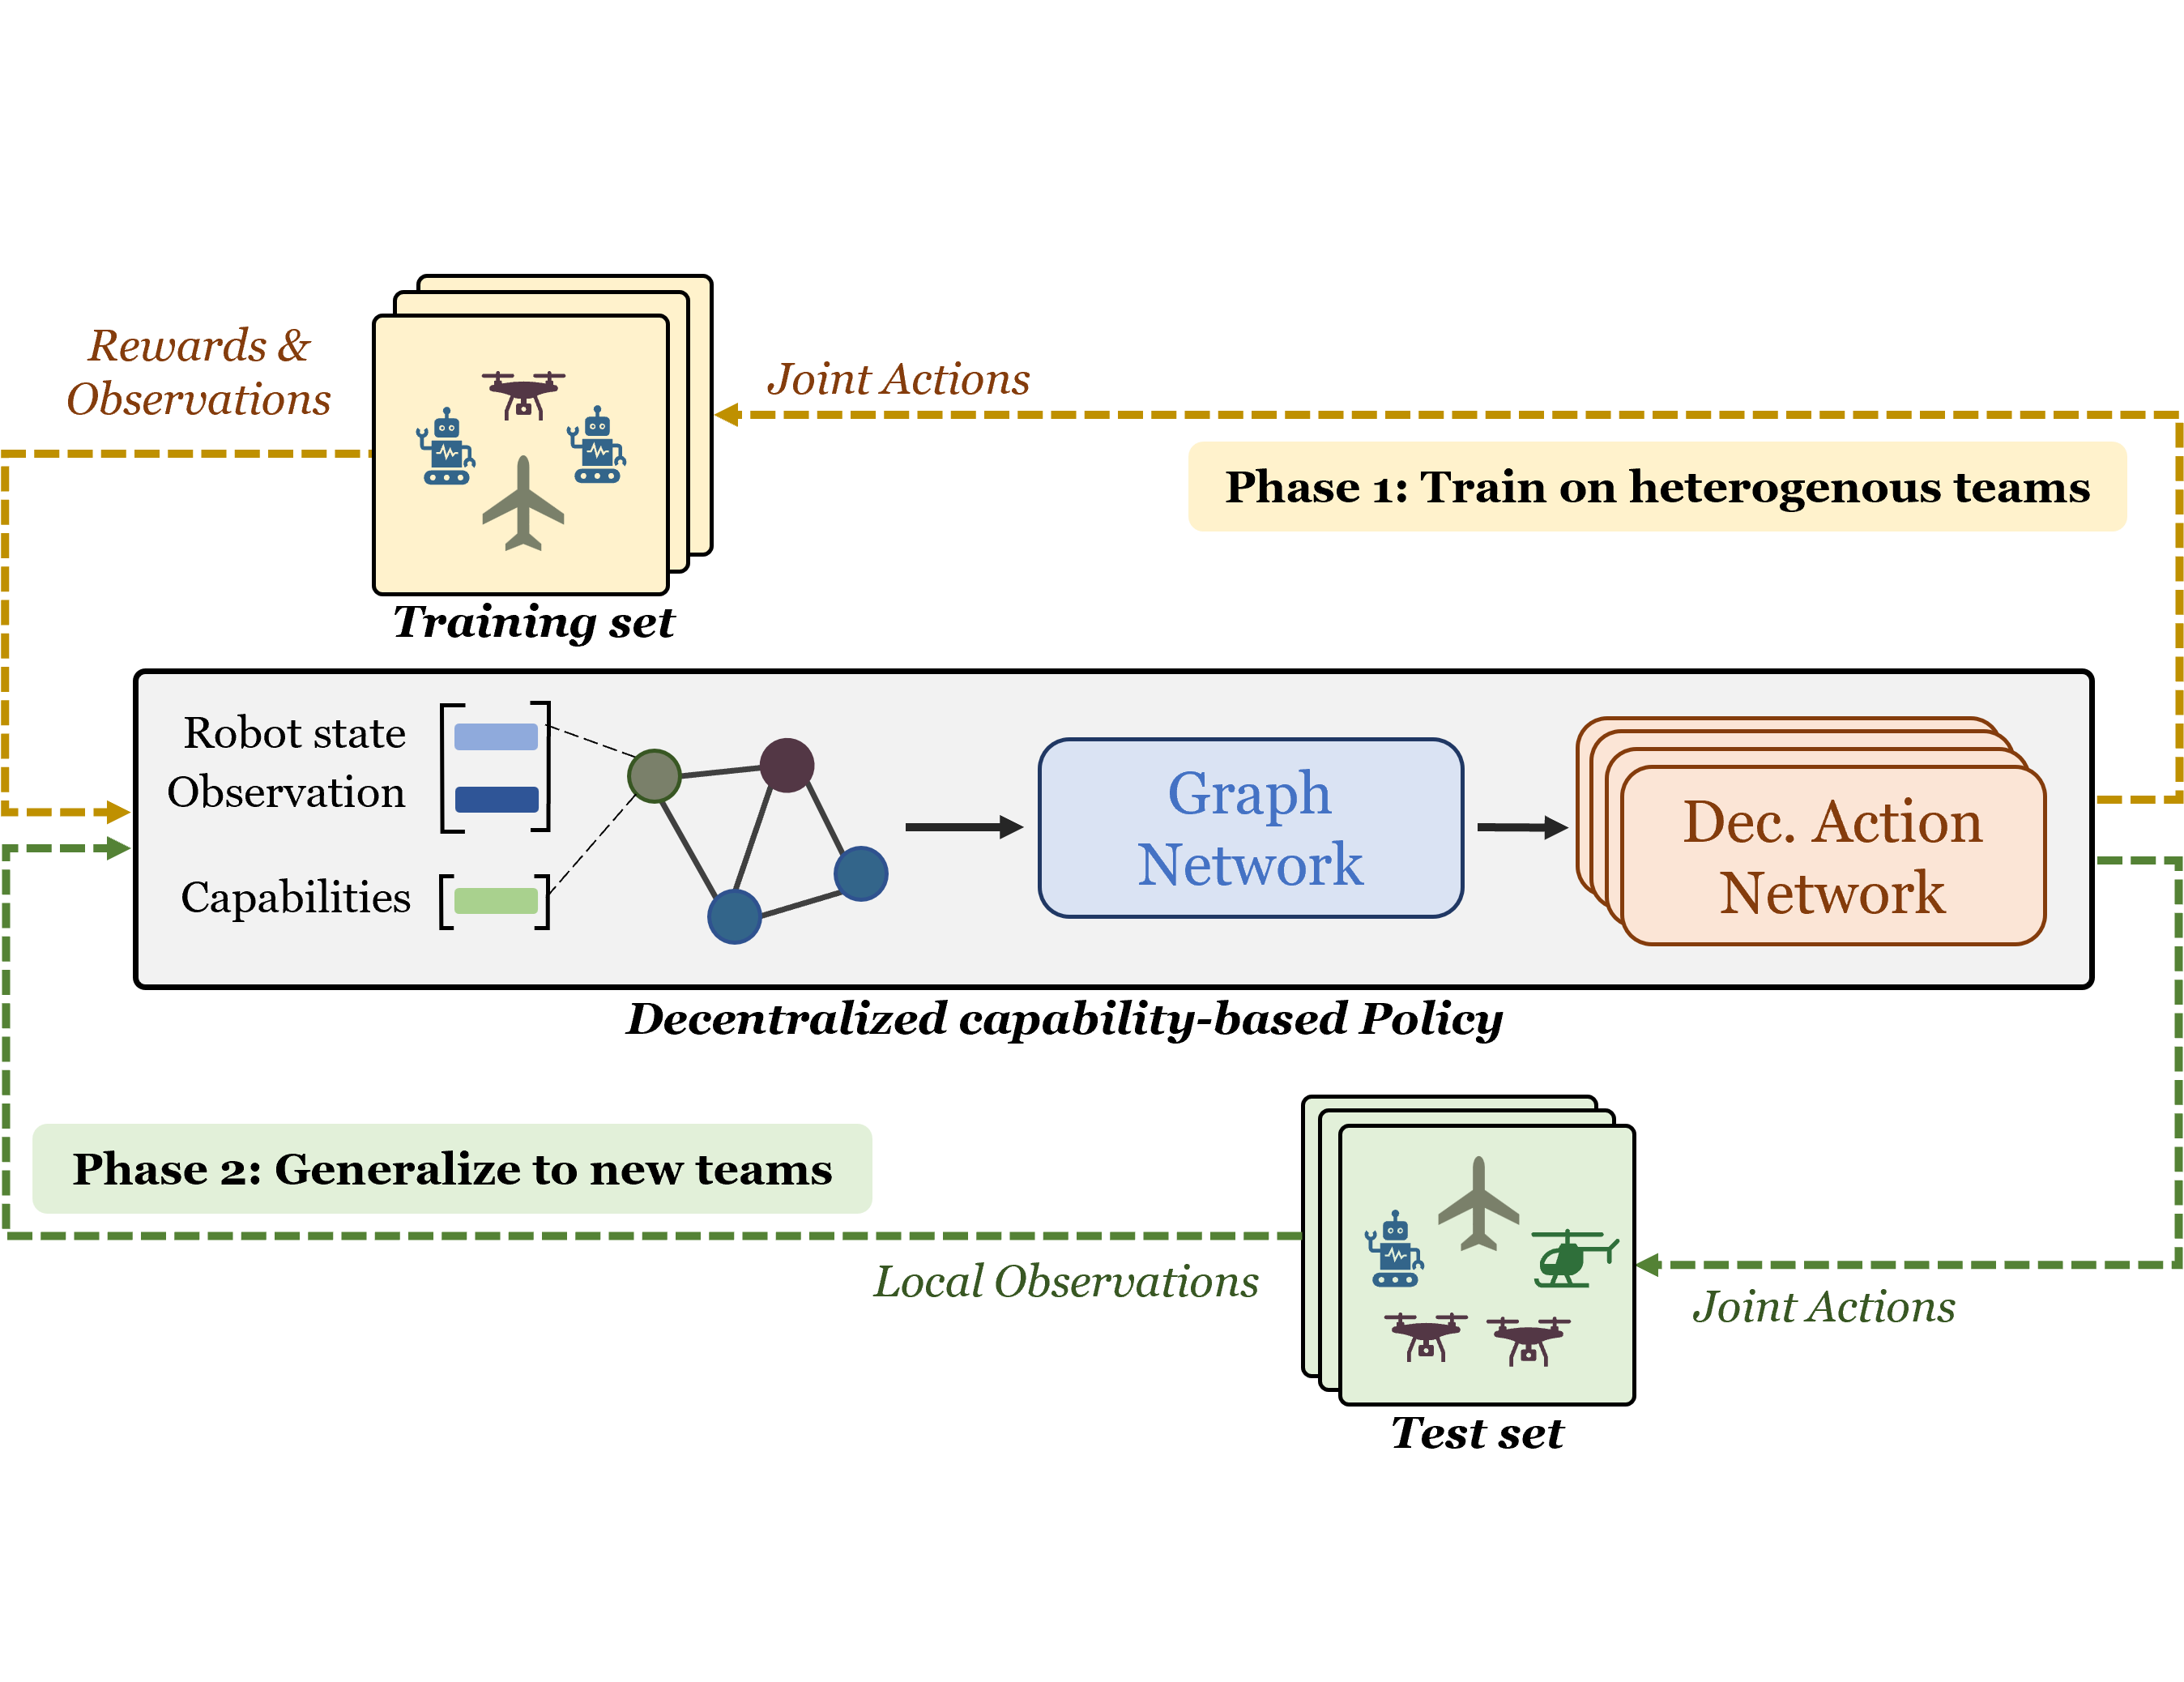 Rewards &
Observations
Joint Actions
Phase 1: Train on heterogenous teams
Training set
Robot state
Observation
Capabilities
Graph
Network
Dec. Action
Network
Decentralized capability-based Policy
Phase 2: Generalize to new teams
Local Observations
Joint Actions
Test set